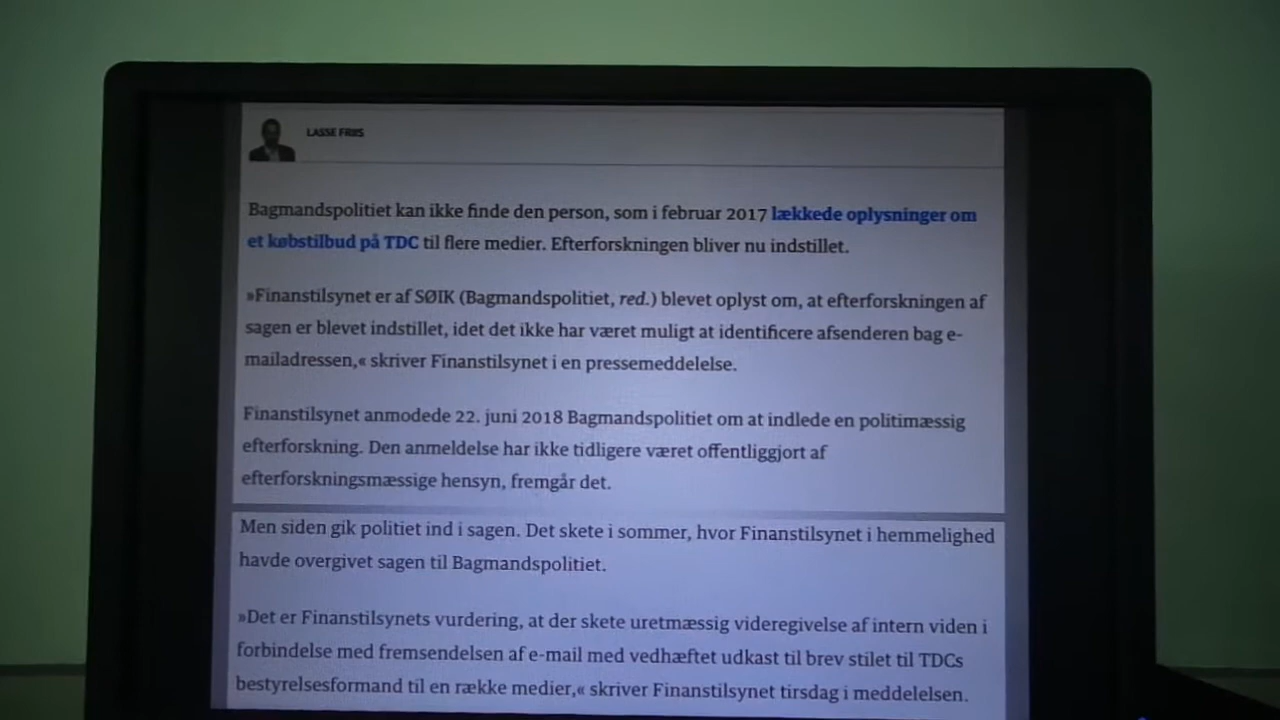 LASSE FRIIS
Bagmandspolitiet kan ikke finde den person, som i februar 2017 lækkede oplysninger om
et købstilbud på TDC til flere medier. Efterforskningen bliver nu indstillet.
»Finanstilsynet er af SØIK (Bagmandspolitiet, red.) blevet oplyst om, at efterforskningen af
sagen er blevet indstillet, idet det ikke har været muligt at identificere afsenderen bag e-
mailadressen,« skriver Finanstilsynet i en pressemeddelelse.
Finanstilsynet anmodede 22. juni 2018 Bagmandspolitiet om at indlede en politimæssig
efterforskning. Den anmeldelse har ikke tidligere været offentliggjort af
efterforskningsmæssige hensyn, fremgår det.
Men siden gik politiet ind i sagen. Det skete i sommer, hvor Finanstilsynet i hemmelighed
havde overgivet sagen til Bagmandspolitiet.
»Det er Finanstilsynets vurdering, at der skete uretmæssig videregivelse af intern viden i
forbindelse med fremsendelsen af e-mail med vedhæftet udkast til brev stilet til TDCs
bestyrelsesformand til en række medier,« skriver Finanstilsynet tirsdag i meddelelsen.